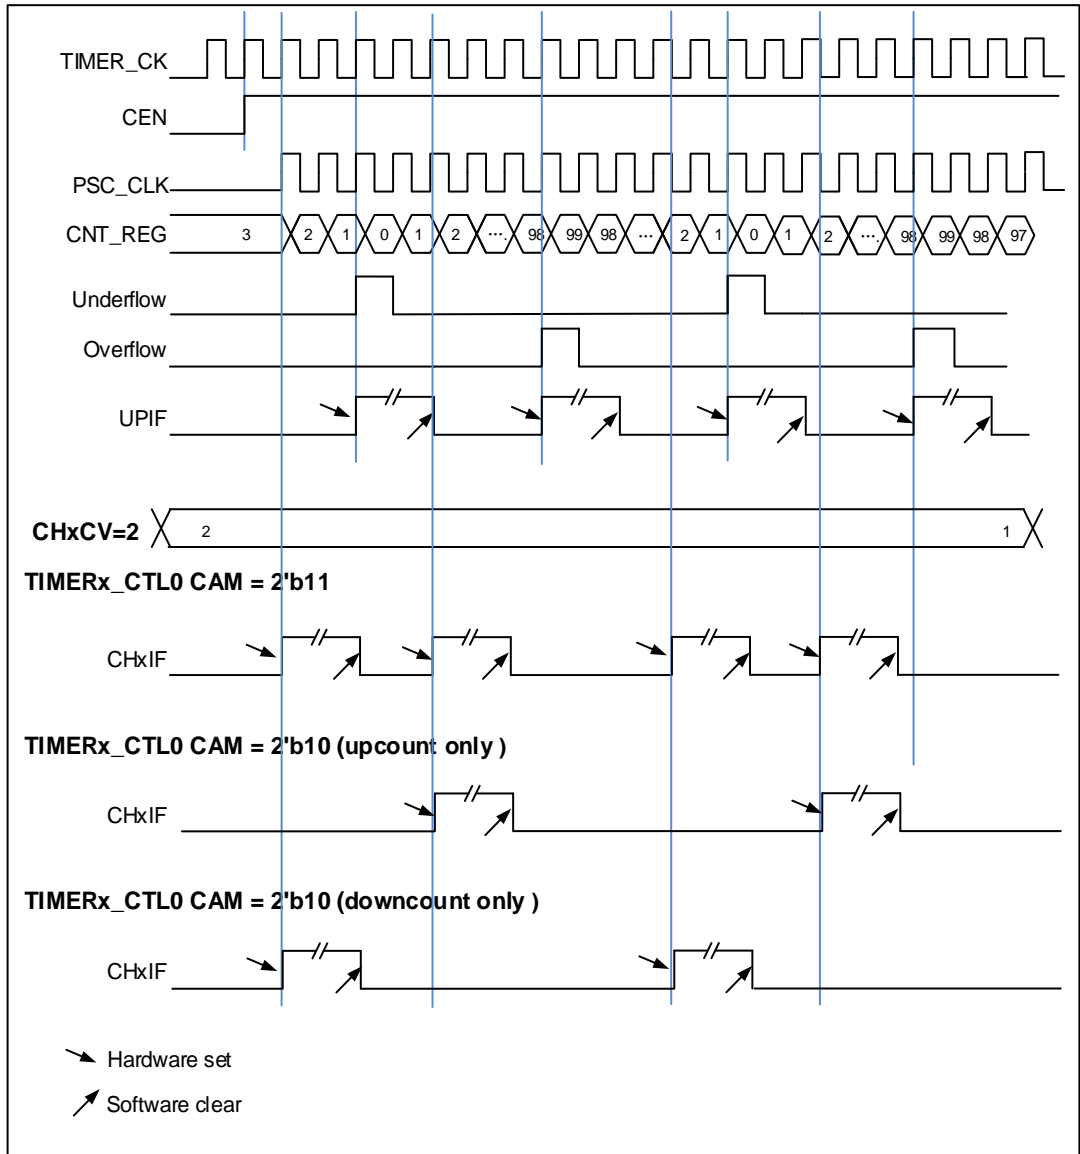 TIMER_CK
CEN
PSC_CLK
CNT_REG 3 2 1 0 1 2 ... 98 99 98 ... 2 1 0 1 2 ... 98 99 98 97
Underflow
Overflow
UPIF
CHxCV=2 2 1
TIMERx_CTL0 CAM = 2'b11
CHxIF
TIMERx_CTL0 CAM = 2'b10 (upcount only )
CHxIF
TIMERx_CTL0 CAM = 2'b10 (downcount only )
CHxIF
Hardware set
Software clear